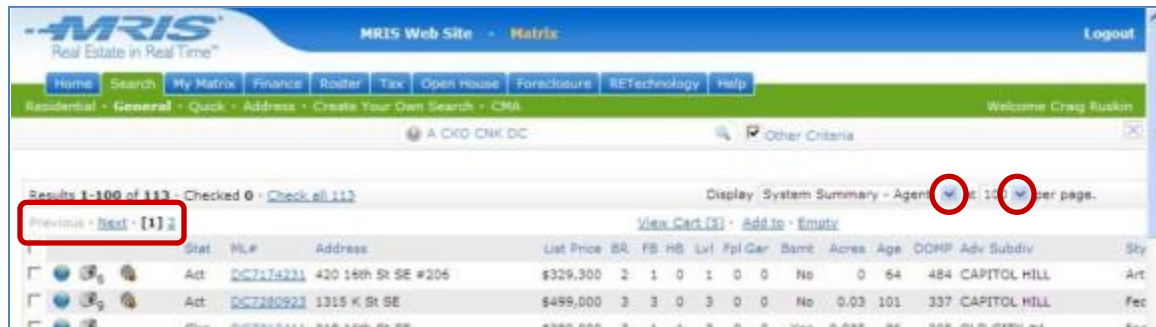 MRIS
Real Estate in Real Time™
MRIS Web Site - Matrix
Logout
Home Search My Matrix Finance Roster Tax Open House Foreclosure RETechnology Help
Residential · General · Quick · Address · Create Your Own Search · CMA
Welcome Craig Ruskin
A CKO CNK DC
Other Criteria
Results 1-100 of 113 · Checked 0 · Check all 113
Display System Summary - Agent at 100 per page.
Previous · Next · [1] 2
View Cart (5) · Add to · Empty
Stat ML# Address List Price BR FB HB Lvl Fpl Gar Bsmt Acres Age DOMP Adv Subdiv Sty
Act DC7174231 420 16th St SE #206 $329,300 2 1 0 1 0 0 No 0 64 484 CAPITOL HILL Art
Act DC7280923 1315 K St SE $499,000 3 3 0 3 0 0 No 0.03 101 337 CAPITOL HILL Fed